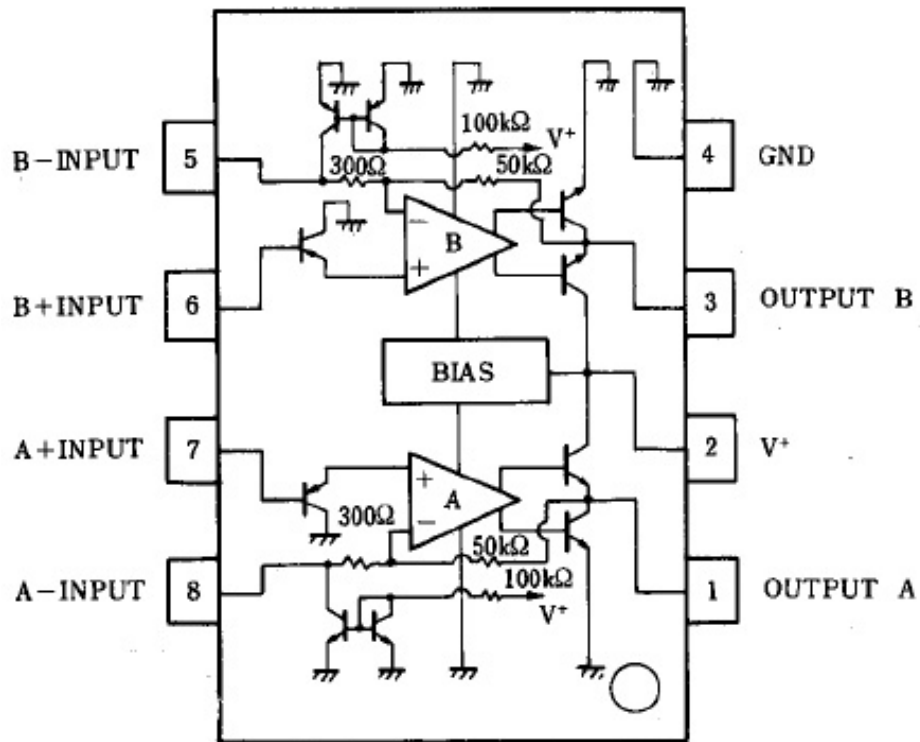 100kΩ
V⁺
B−INPUT
5
4
GND
300Ω
50kΩ
−
B
+
B+INPUT
6
3
OUTPUT B
BIAS
A+INPUT
7
2
V⁺
+
A
−
300Ω
50kΩ
A−INPUT
8
100kΩ
V⁺
1
OUTPUT A